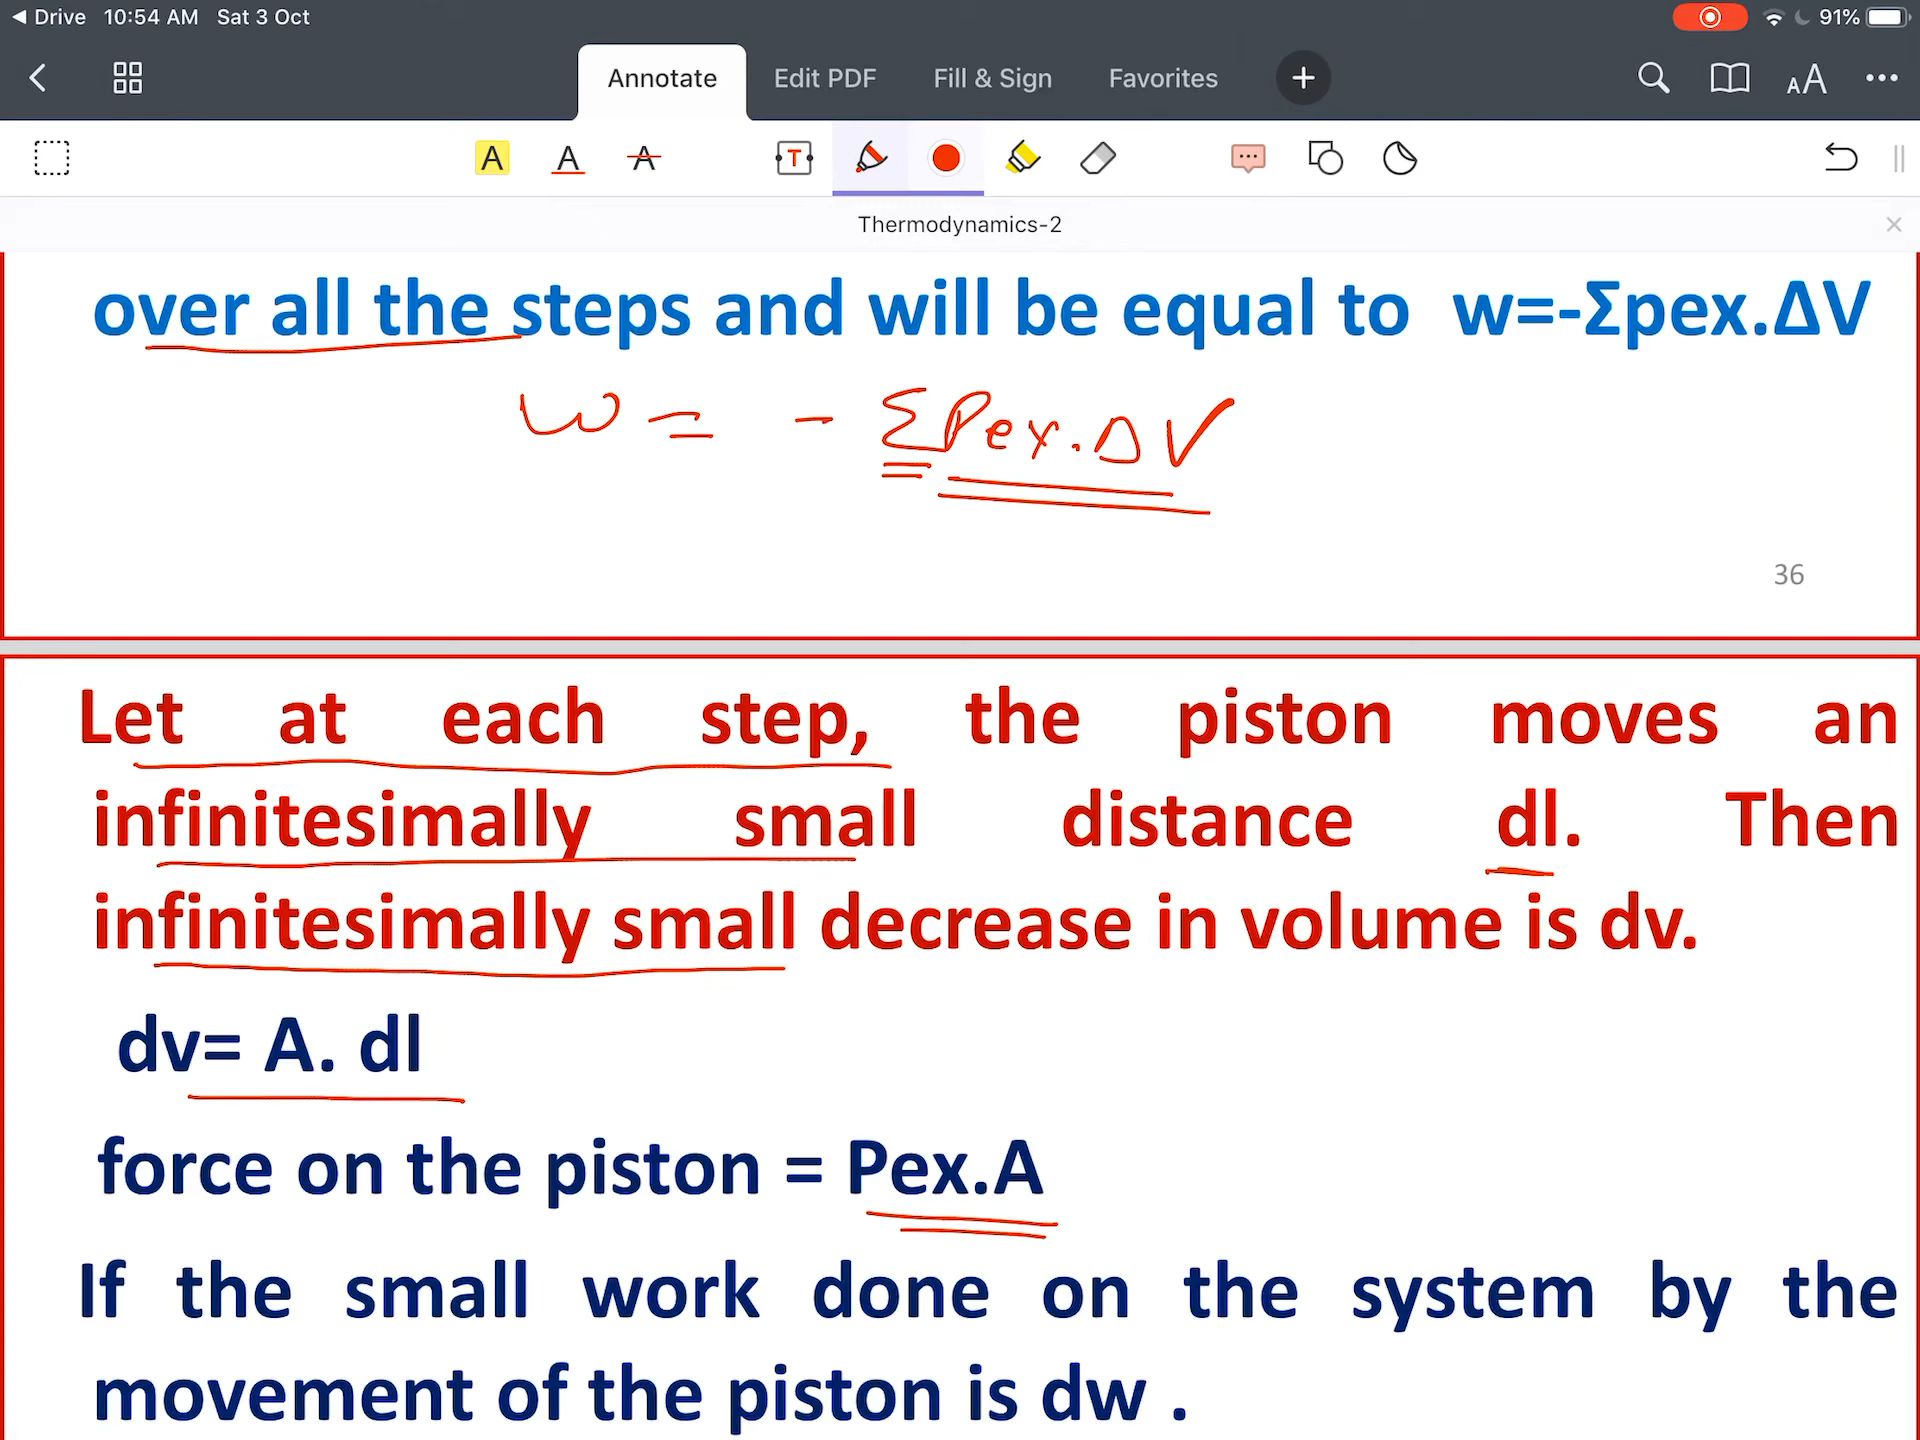 Drive 10:54 AM Sat 3 Oct 91%
Annotate Edit PDF Fill & Sign Favorites
A A A T AA
Thermodynamics-2
over all the steps and will be equal to w=-Σpex.ΔV
w = - ΣPex.ΔV
36
Let at each step, the piston moves an
infinitesimally small distance dl. Then
infinitesimally small decrease in volume is dv.
dv= A. dl
force on the piston = Pex.A
If the small work done on the system by the
movement of the piston is dw .